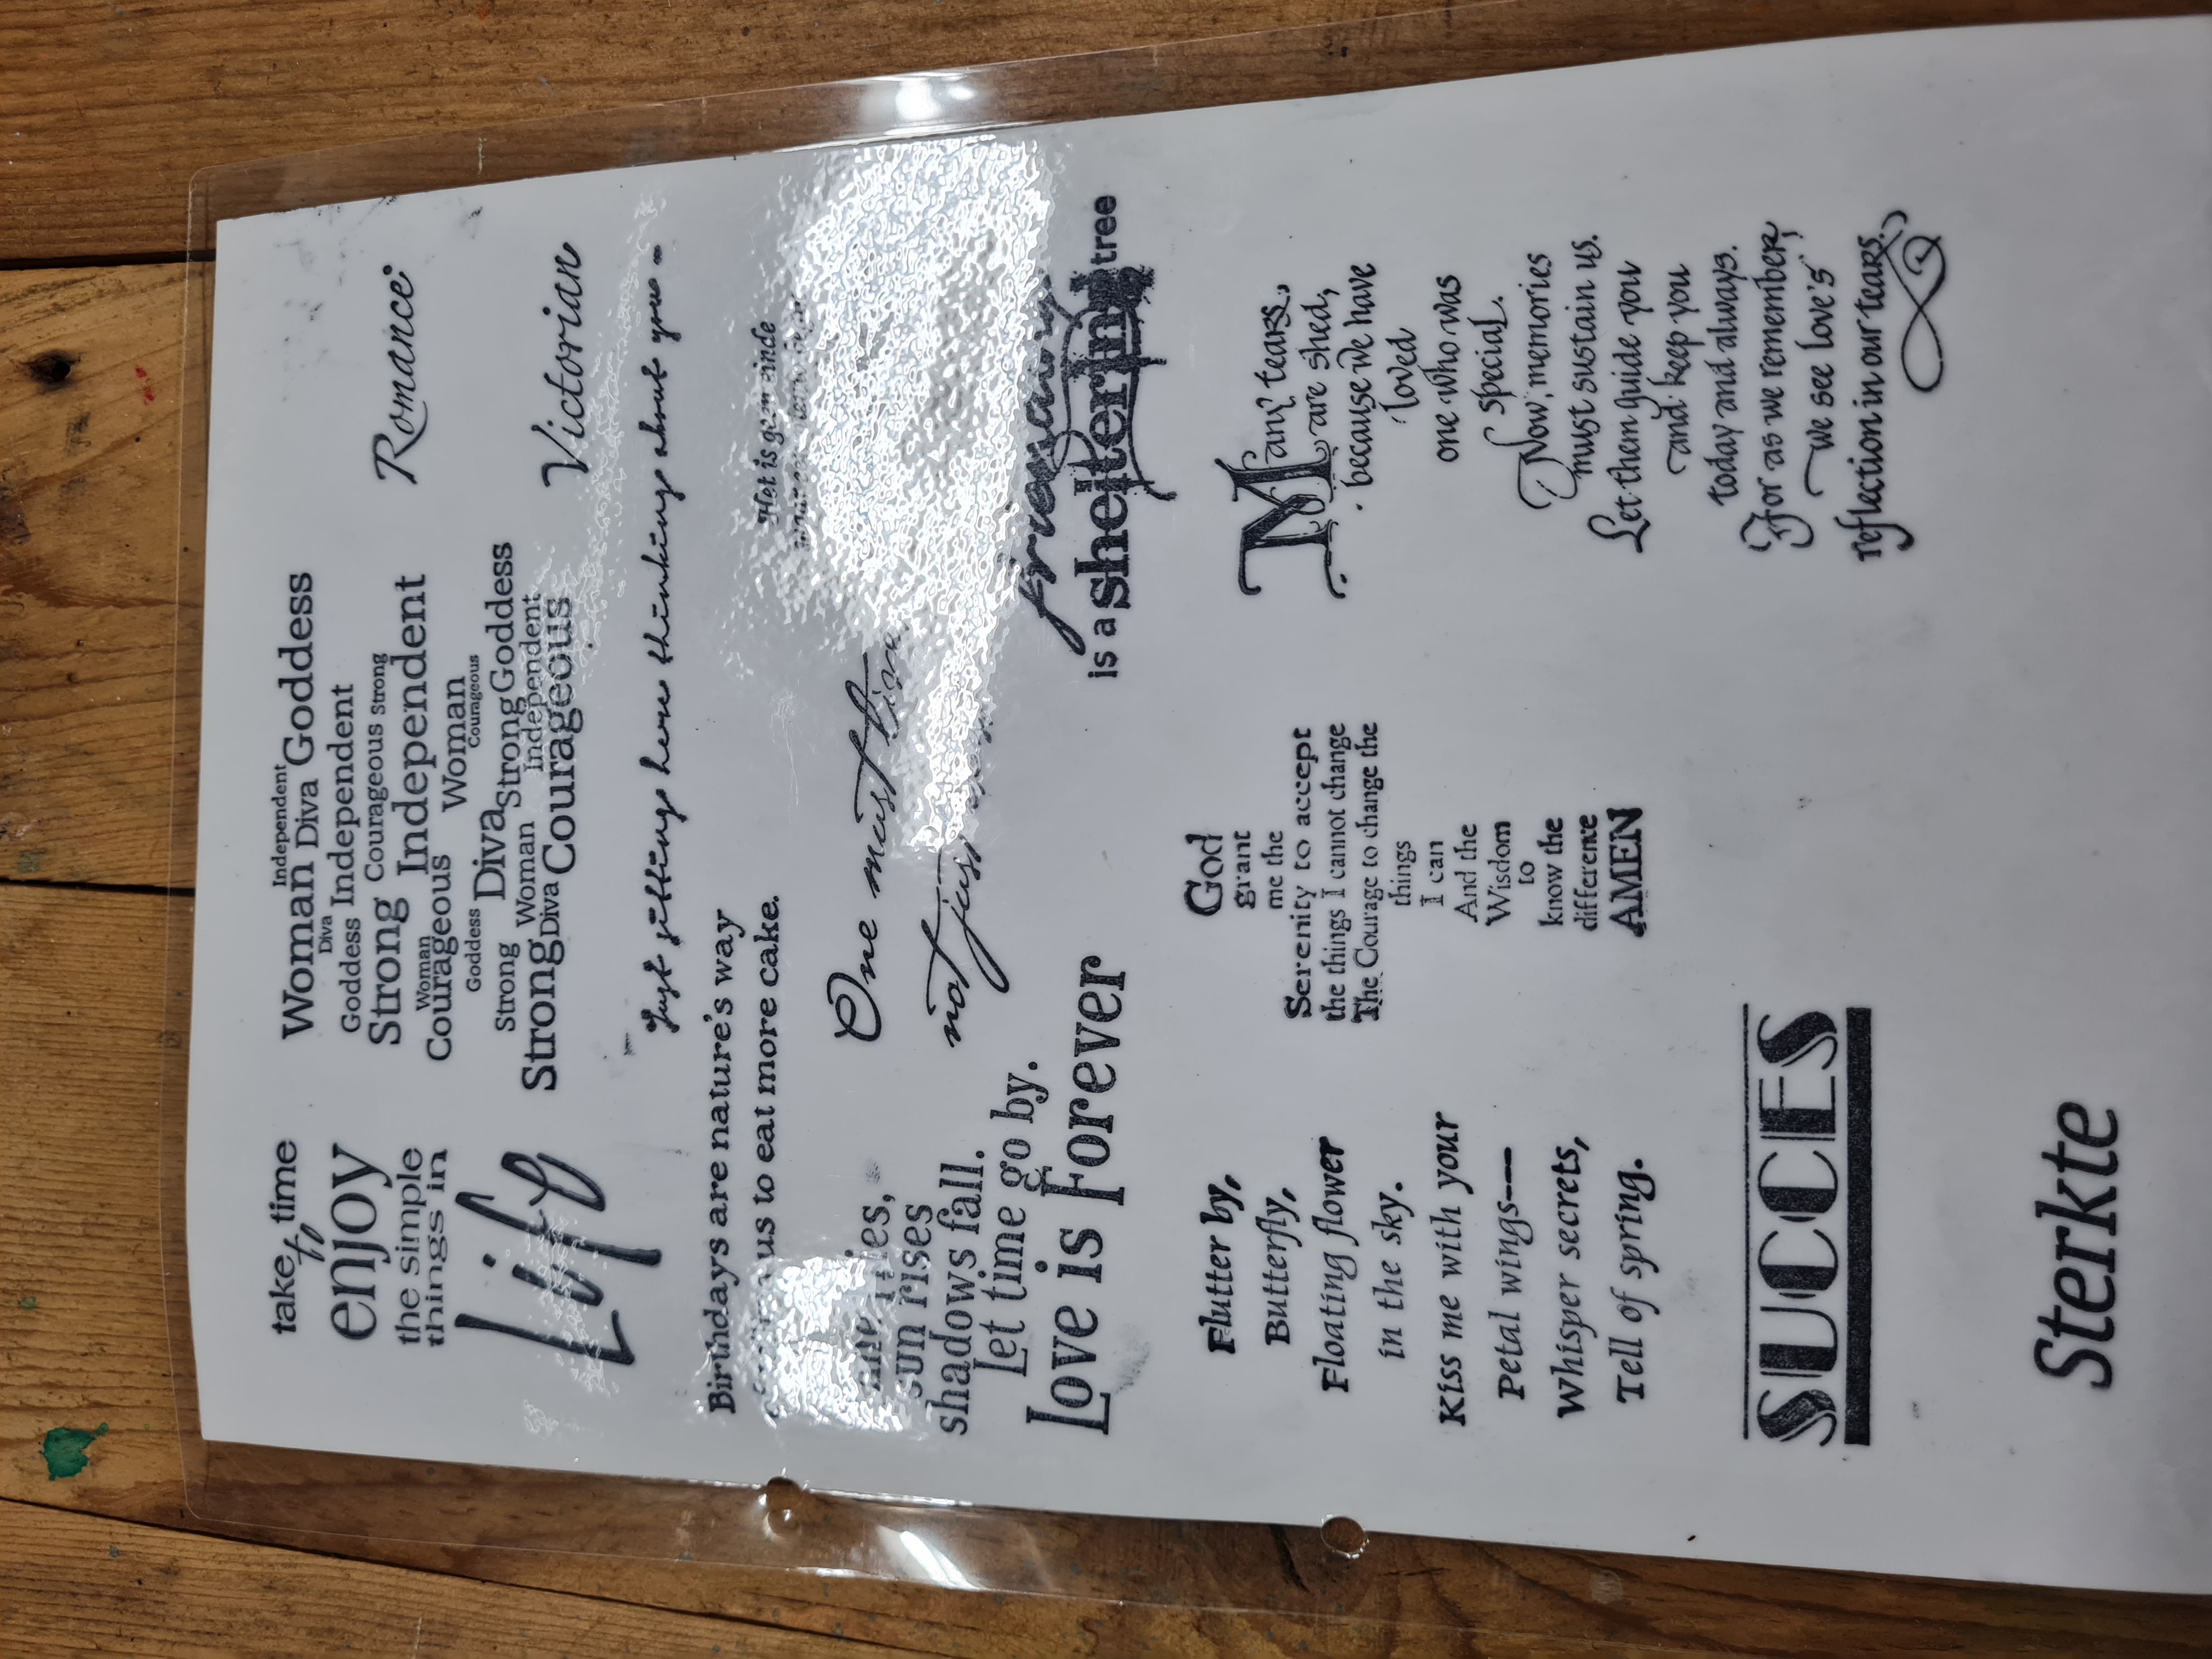 take time
to
enjoy
the simple
things in
Life
Independent
Woman Diva Goddess
Diva
Goddess Independent
Courageous Strong
Strong Independent
Woman
Courageous Woman
Courageous
Goddess Diva Strong Goddess
Strong Woman Independent
Strong Diva Courageous
Romance
Victorian
Just sitting here thinking about you -
Birthdays are nature's way
us to eat more cake.
Het is
One must
not just
sun rises
shadows fall.
Let time go by.
Love is Forever
is a sheltering tree
Flutter by,
Butterfly,
Floating flower
in the sky.
Kiss me with your
Petal wings—
Whisper secrets,
Tell of spring.
God
grant
me the
Serenity to accept
the things I cannot change
The Courage to change the
things
I can
And the
Wisdom
to
know the
difference
AMEN
Many tears,
are shed,
because we have
loved
one who was
special.
Now, memories
must sustain us.
Let them guide you
and keep you
today and always.
For as we remember,
we see love's
reflection in our tears.
SUCCES
Sterkte